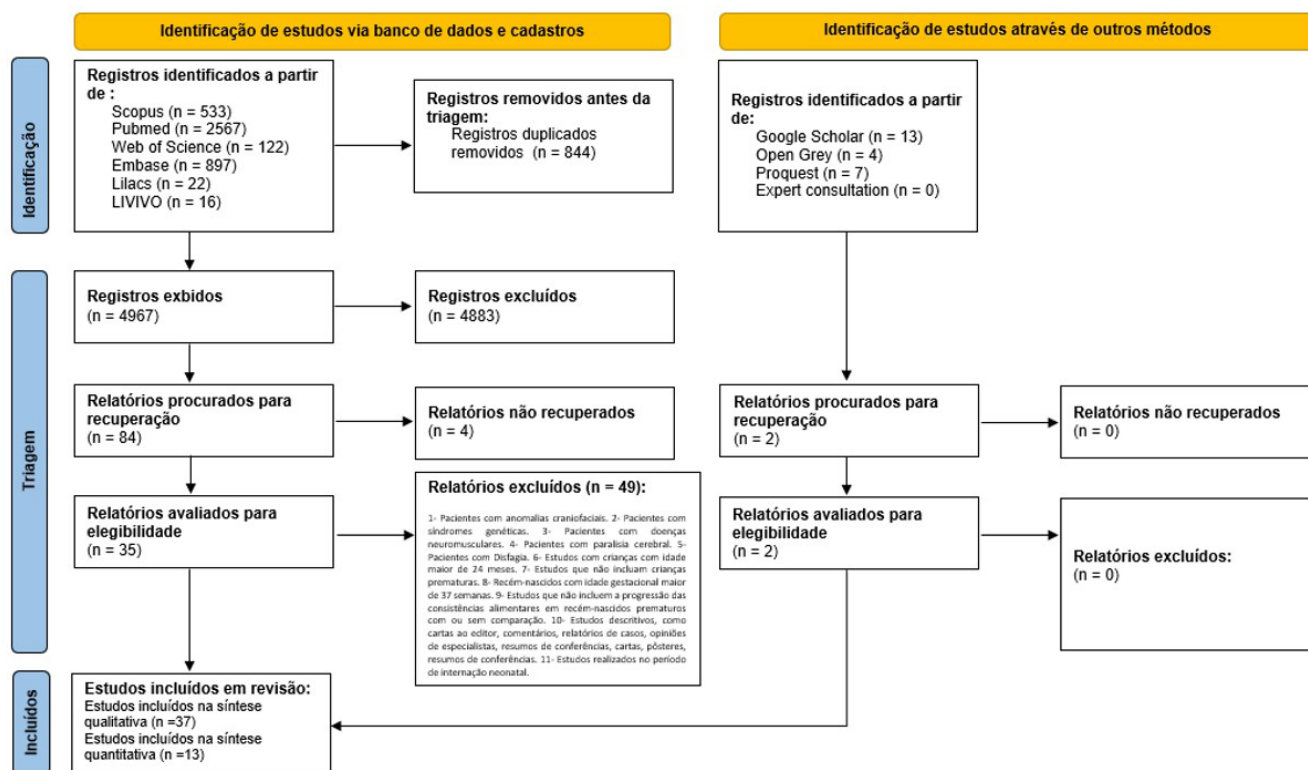 Identificação de estudos via banco de dados e cadastros
Identificação de estudos através de outros métodos
Identificação
Registros identificados a partir
de :
Scopus (n = 533)
Pubmed (n = 2567)
Web of Science (n = 122)
Embase (n = 897)
Lilacs (n = 22)
LIVIVO (n = 16)
Registros removidos antes da
triagem:
Registros duplicados
removidos (n = 844)
Registros identificados a partir
de:
Google Scholar (n = 13)
Open Grey (n = 4)
Proquest (n = 7)
Expert consultation (n = 0)
Triagem
Registros exbidos
(n = 4967)
Registros excluídos
(n = 4883)
Relatórios procurados para
recuperação
(n = 84)
Relatórios não recuperados
(n = 4)
Relatórios procurados para
recuperação
(n = 2)
Relatórios não recuperados
(n = 0)
Relatórios avaliados para
elegibilidade
(n = 35)
Relatórios excluídos (n = 49):
1- Pacientes com anomalias craniofaciais. 2- Pacientes com
síndromes genéticas. 3- Pacientes com doenças
neuromusculares. 4- Pacientes com paralisia cerebral. 5-
Pacientes com Disfagia. 6- Estudos com crianças com idade
maior de 24 meses. 7- Estudos que não incluam crianças
prematuras. 8- Recém-nascidos com idade gestacional maior
de 37 semanas. 9- Estudos que não incluem a progressão das
consistências alimentares em recém-nascidos prematuros
com ou sem comparação. 10- Estudos descritivos, como
cartas ao editor, comentários, relatórios de casos, opiniões
de especialistas, resumos de conferências, cartas, pôsteres,
resumos de conferências. 11- Estudos realizados no período
de internação neonatal.
Relatórios avaliados para
elegibilidade
(n = 2)
Relatórios excluídos:
(n = 0)
Incluídos
Estudos incluídos em revisão:
Estudos incluídos na síntese
qualitativa (n =37)
Estudos incluídos na síntese
quantitativa (n =13)